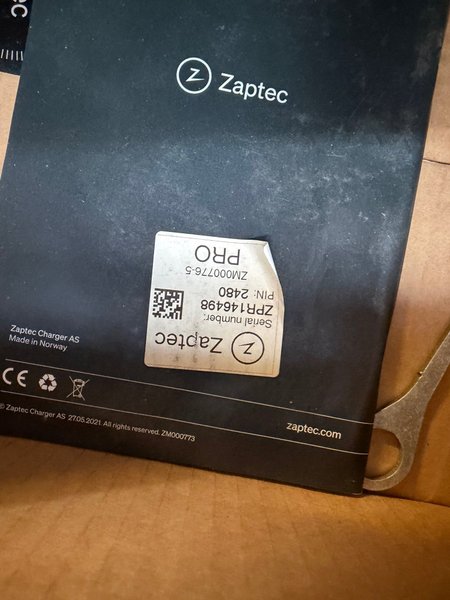 Zaptec
Zaptec
Serial number:
ZPR146498
PIN: 2480
ZM000776-5
PRO
Zaptec Charger AS
Made in Norway
CE
© Zaptec Charger AS 27.05.2021. All rights reserved. ZM000773
zaptec.com